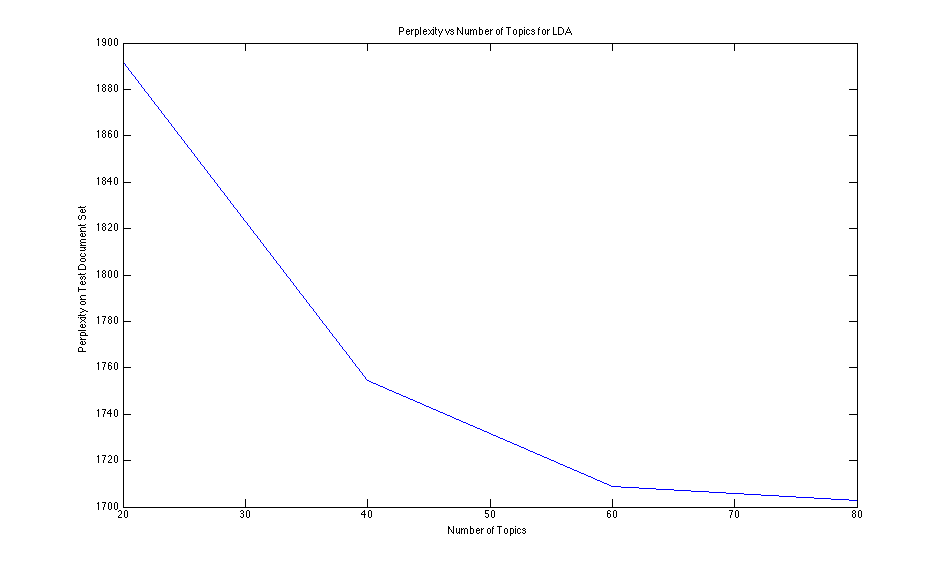 Perplexity vs Number of Topics for LDA
1900
1880
1860
1840
1820
1800
1780
1760
1740
1720
1700
Perplexity on Test Document Set
20 30 40 50 60 70 80
Number of Topics